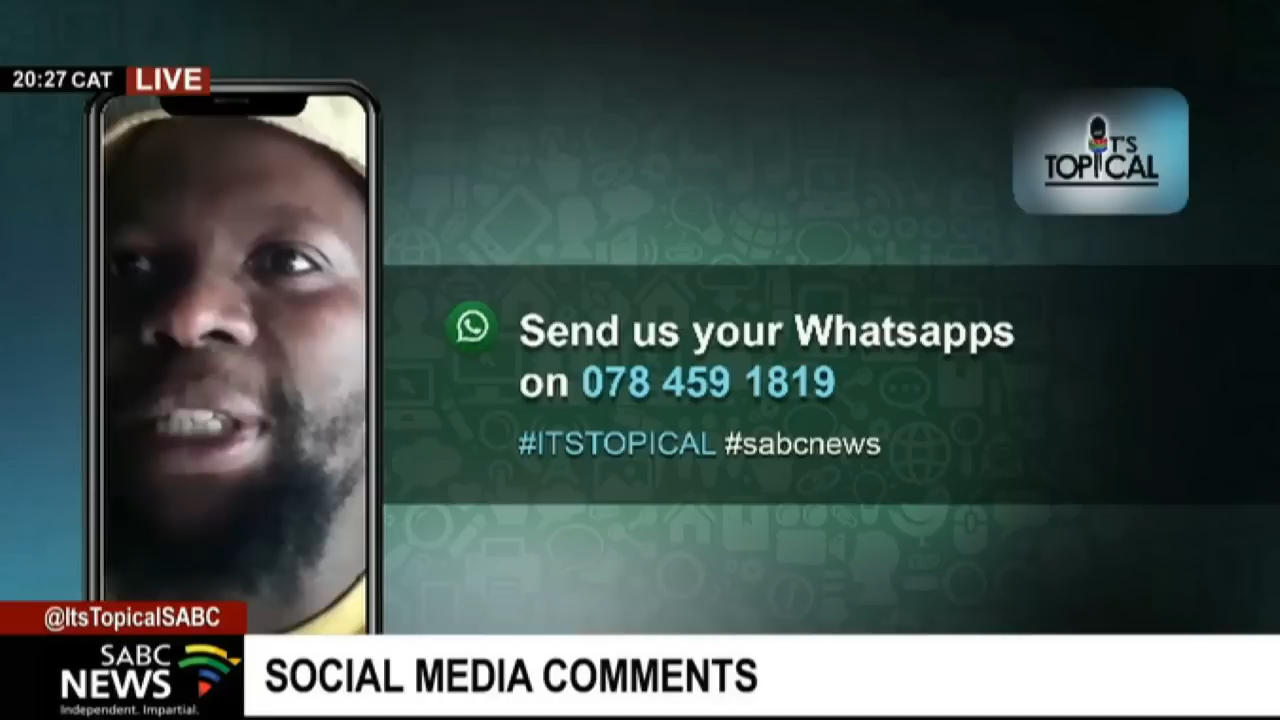 20:27 CAT LIVE
IT'S
TOPICAL
Send us your Whatsapps
on 078 459 1819
#ITSTOPICAL #sabcnews
@ItsTopicalSABC
SABC
NEWS
Independent. Impartial.
SOCIAL MEDIA COMMENTS